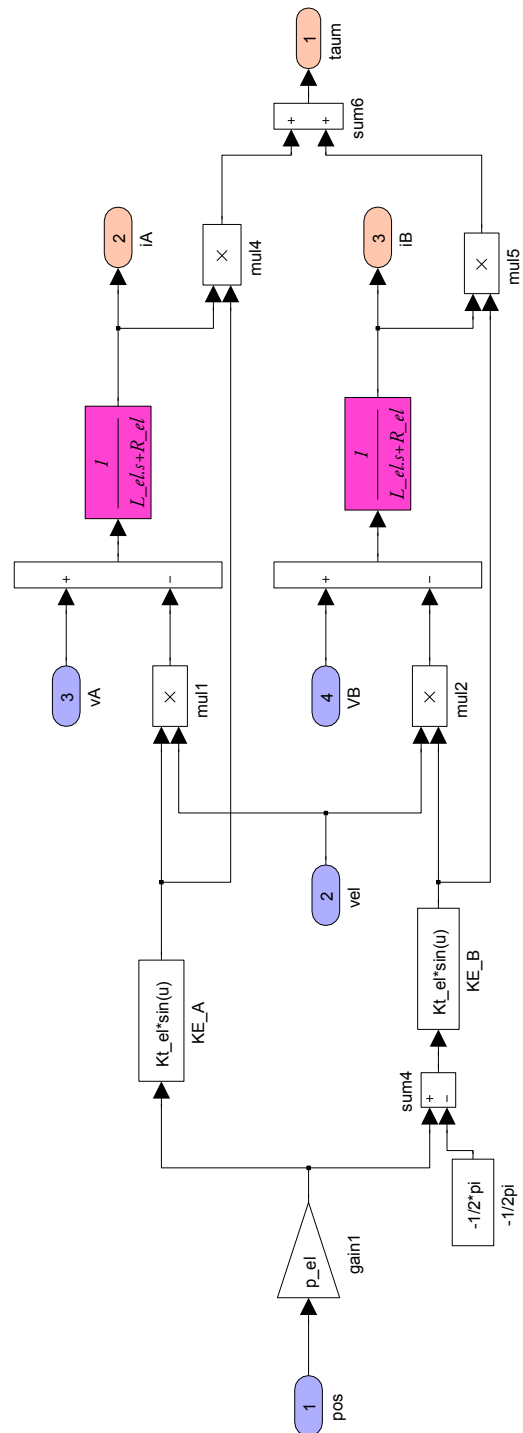 1
pos
p_el
gain1
Kt_el*sin(u)
KE_A
-1/2*pi
-1/2pi
+
−
sum4
Kt_el*sin(u)
KE_B
2
vel
×
mul1
×
mul2
3
vA
4
VB
+
−
+
−
1
L_el.s+R_el
1
L_el.s+R_el
2
iA
3
iB
×
mul4
×
mul5
+
+
sum6
1
taum